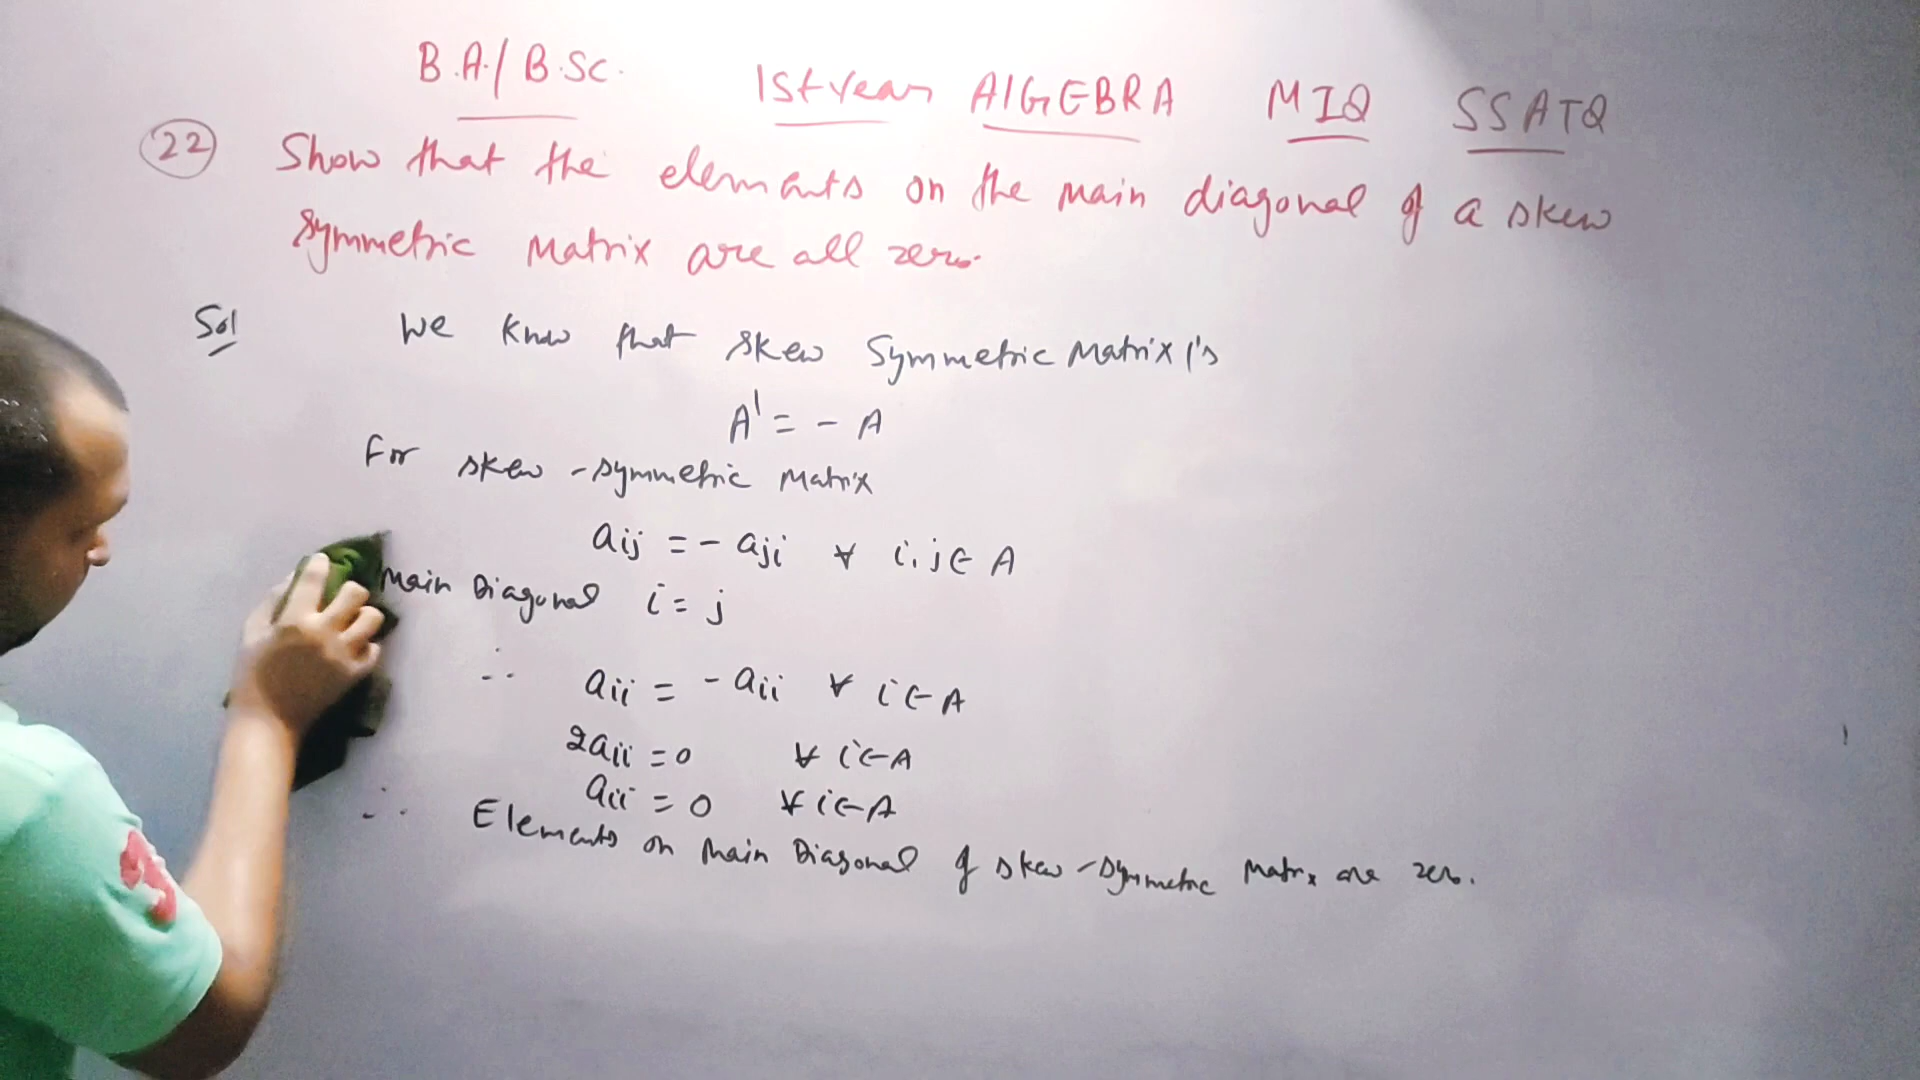 B.A./B.Sc. 1st Year AlGEBRA MIQ SSATQ
22 Show that the elements on the main diagonal of a skew
symmetric Matrix are all zero.
Sol We Know that skew Symmetric Matrix is
A' = - A
For skew - symmetric Matrix
aij = - aji ∀ i, j ∈ A
Main Diagonal i = j
∴ aii = - aii ∀ i ∈ A
2aii = 0 ∀ i ∈ A
aii = 0 ∀ i ∈ A
∴ Elements on Main Diagonal of skew - symmetric Matrix are zero.